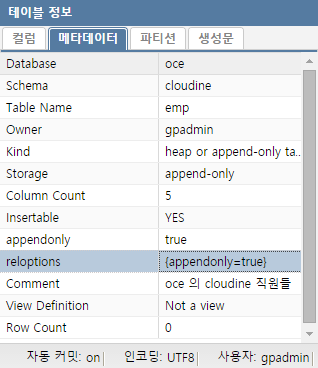 테이블 정보
컬럼 메타데이터 파티션 생성문
Database oce
Schema cloudine
Table Name emp
Owner gpadmin
Kind heap or append-only ta...
Storage append-only
Column Count 5
Insertable YES
appendonly true
reloptions {appendonly=true}
Comment oce 의 cloudine 직원들
View Definition Not a view
Row Count 0
자동 커밋: on 인코딩: UTF8 사용자: gpadmin